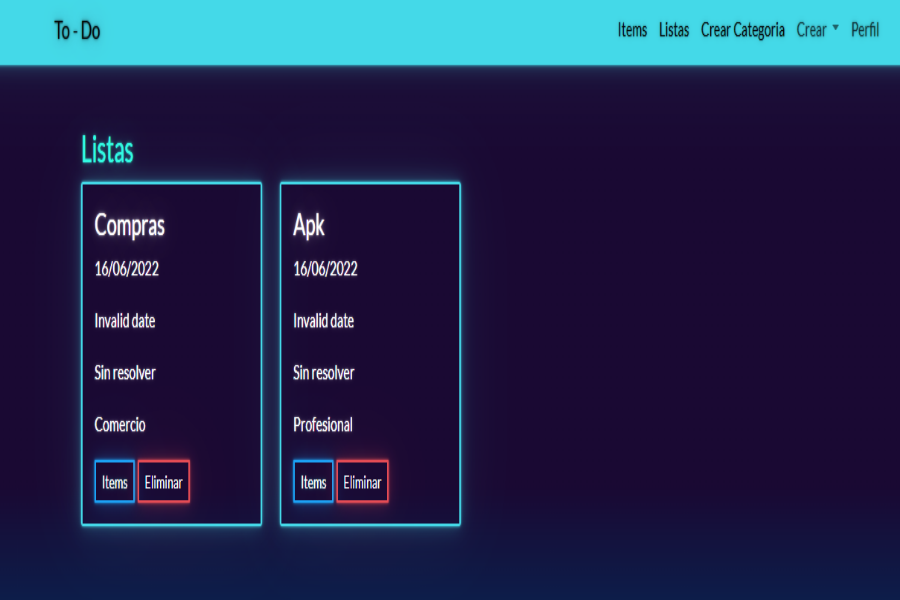 To - Do
Items Listas Crear Categoria Crear Perfil
Listas
Compras
16/06/2022
Invalid date
Sin resolver
Comercio
Items Eliminar
Apk
16/06/2022
Invalid date
Sin resolver
Profesional
Items Eliminar